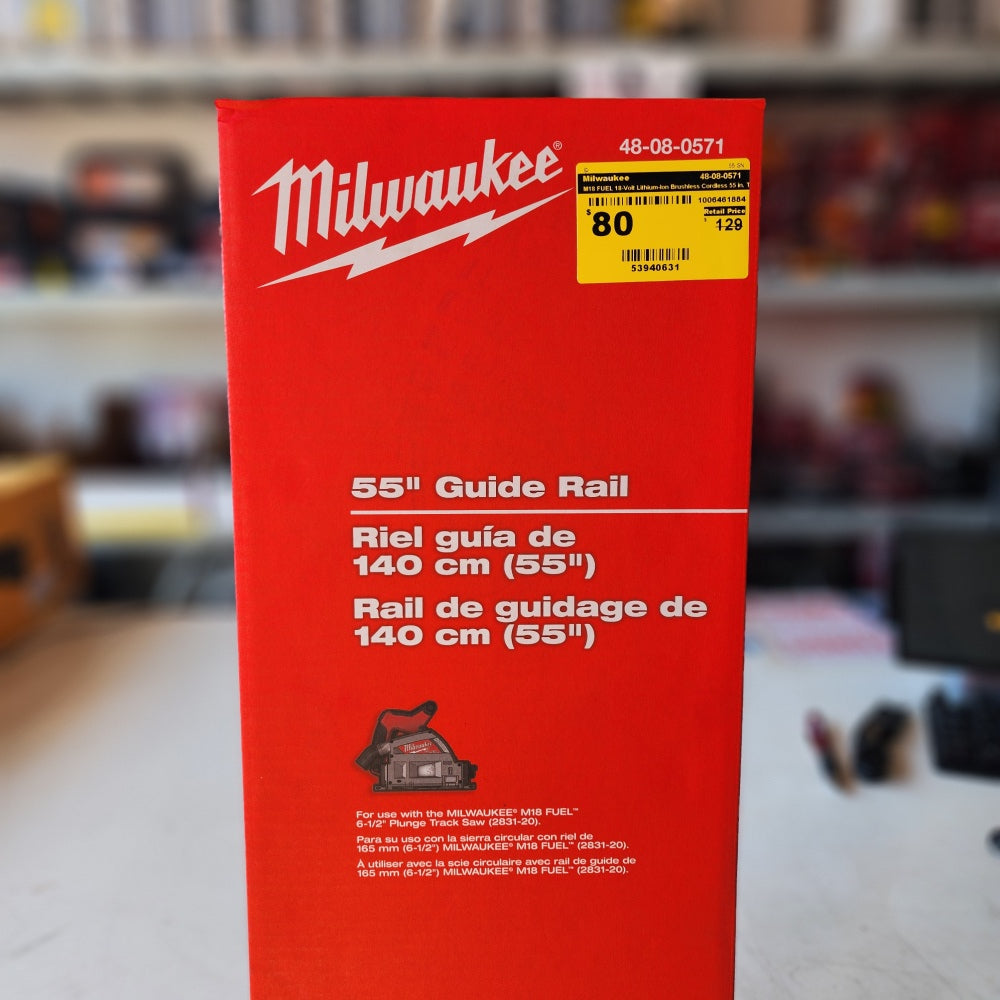 Milwaukee®
48-08-0571
55 SN
Milwaukee 48-08-0571
M18 FUEL 18-Volt Lithium-Ion Brushless Cordless 55 in. T
1006461884
$80
Retail Price
$129
53940631
55" Guide Rail
Riel guía de
140 cm (55")
Rail de guidage de
140 cm (55")
Milwaukee
For use with the MILWAUKEE® M18 FUEL™
6-1/2" Plunge Track Saw (2831-20).
Para su uso con la sierra circular con riel de
165 mm (6-1/2") MILWAUKEE® M18 FUEL™ (2831-20).
À utiliser avec la scie circulaire avec rail de guide de
165 mm (6-1/2") MILWAUKEE® M18 FUEL™ (2831-20).